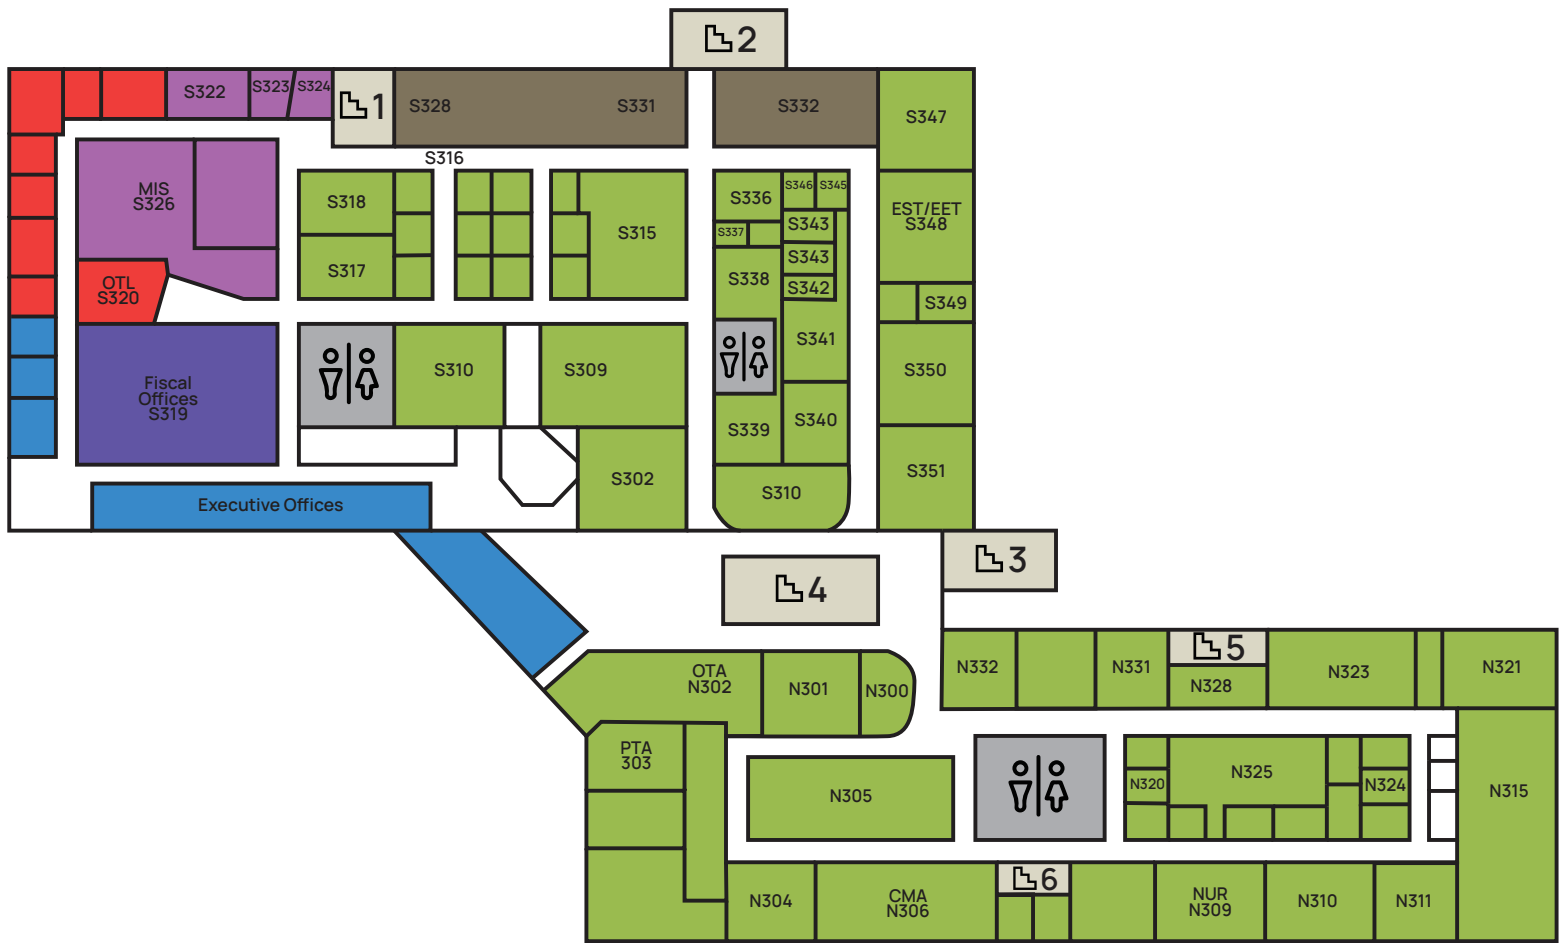 2
S322
S323
S324
1
S328
S331
S332
S347
S316
MIS
S326
S318
S317
S315
S336
S346
S345
S337
S343
S343
S342
S338
S341
EST/EET
S348
S349
OTL
S320
Fiscal
Offices
S319
S310
S309
S350
S339
S340
S302
S310
S351
Executive Offices
3
4
OTA
N302
N301
N300
N332
N331
5
N328
N323
N321
PTA
303
N305
N320
N325
N324
N315
N304
CMA
N306
6
NUR
N309
N310
N311